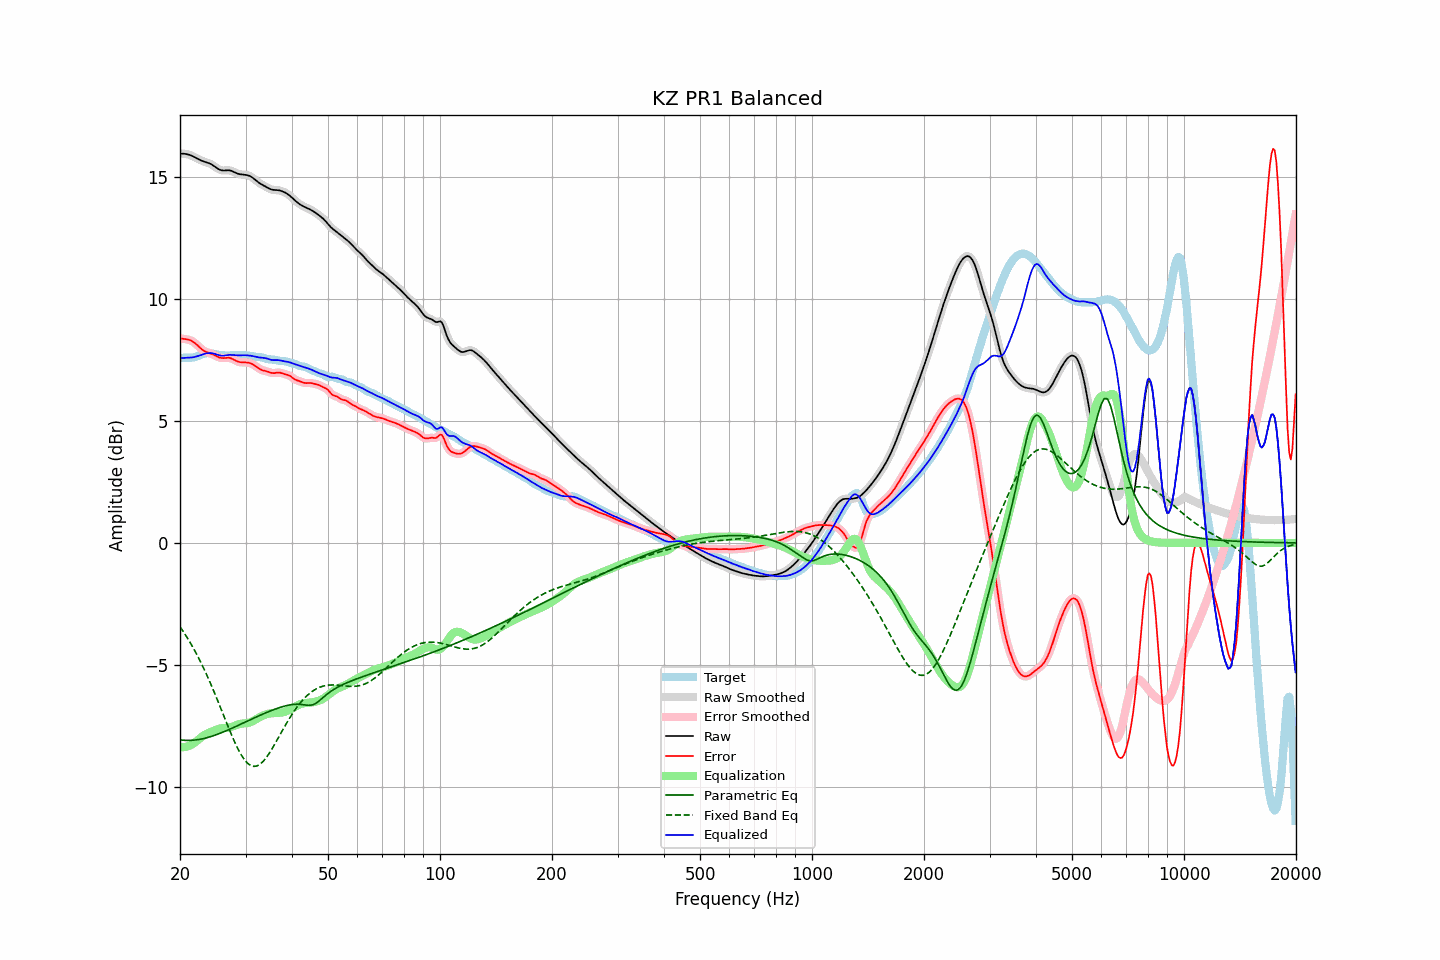 KZ PR1 Balanced
Amplitude (dBr)
15
10
5
0
−5
−10
Target
Raw Smoothed
Error Smoothed
Raw
Error
Equalization
Parametric Eq
Fixed Band Eq
Equalized
20 50 100 200 500 1000 2000 5000 10000 20000
Frequency (Hz)